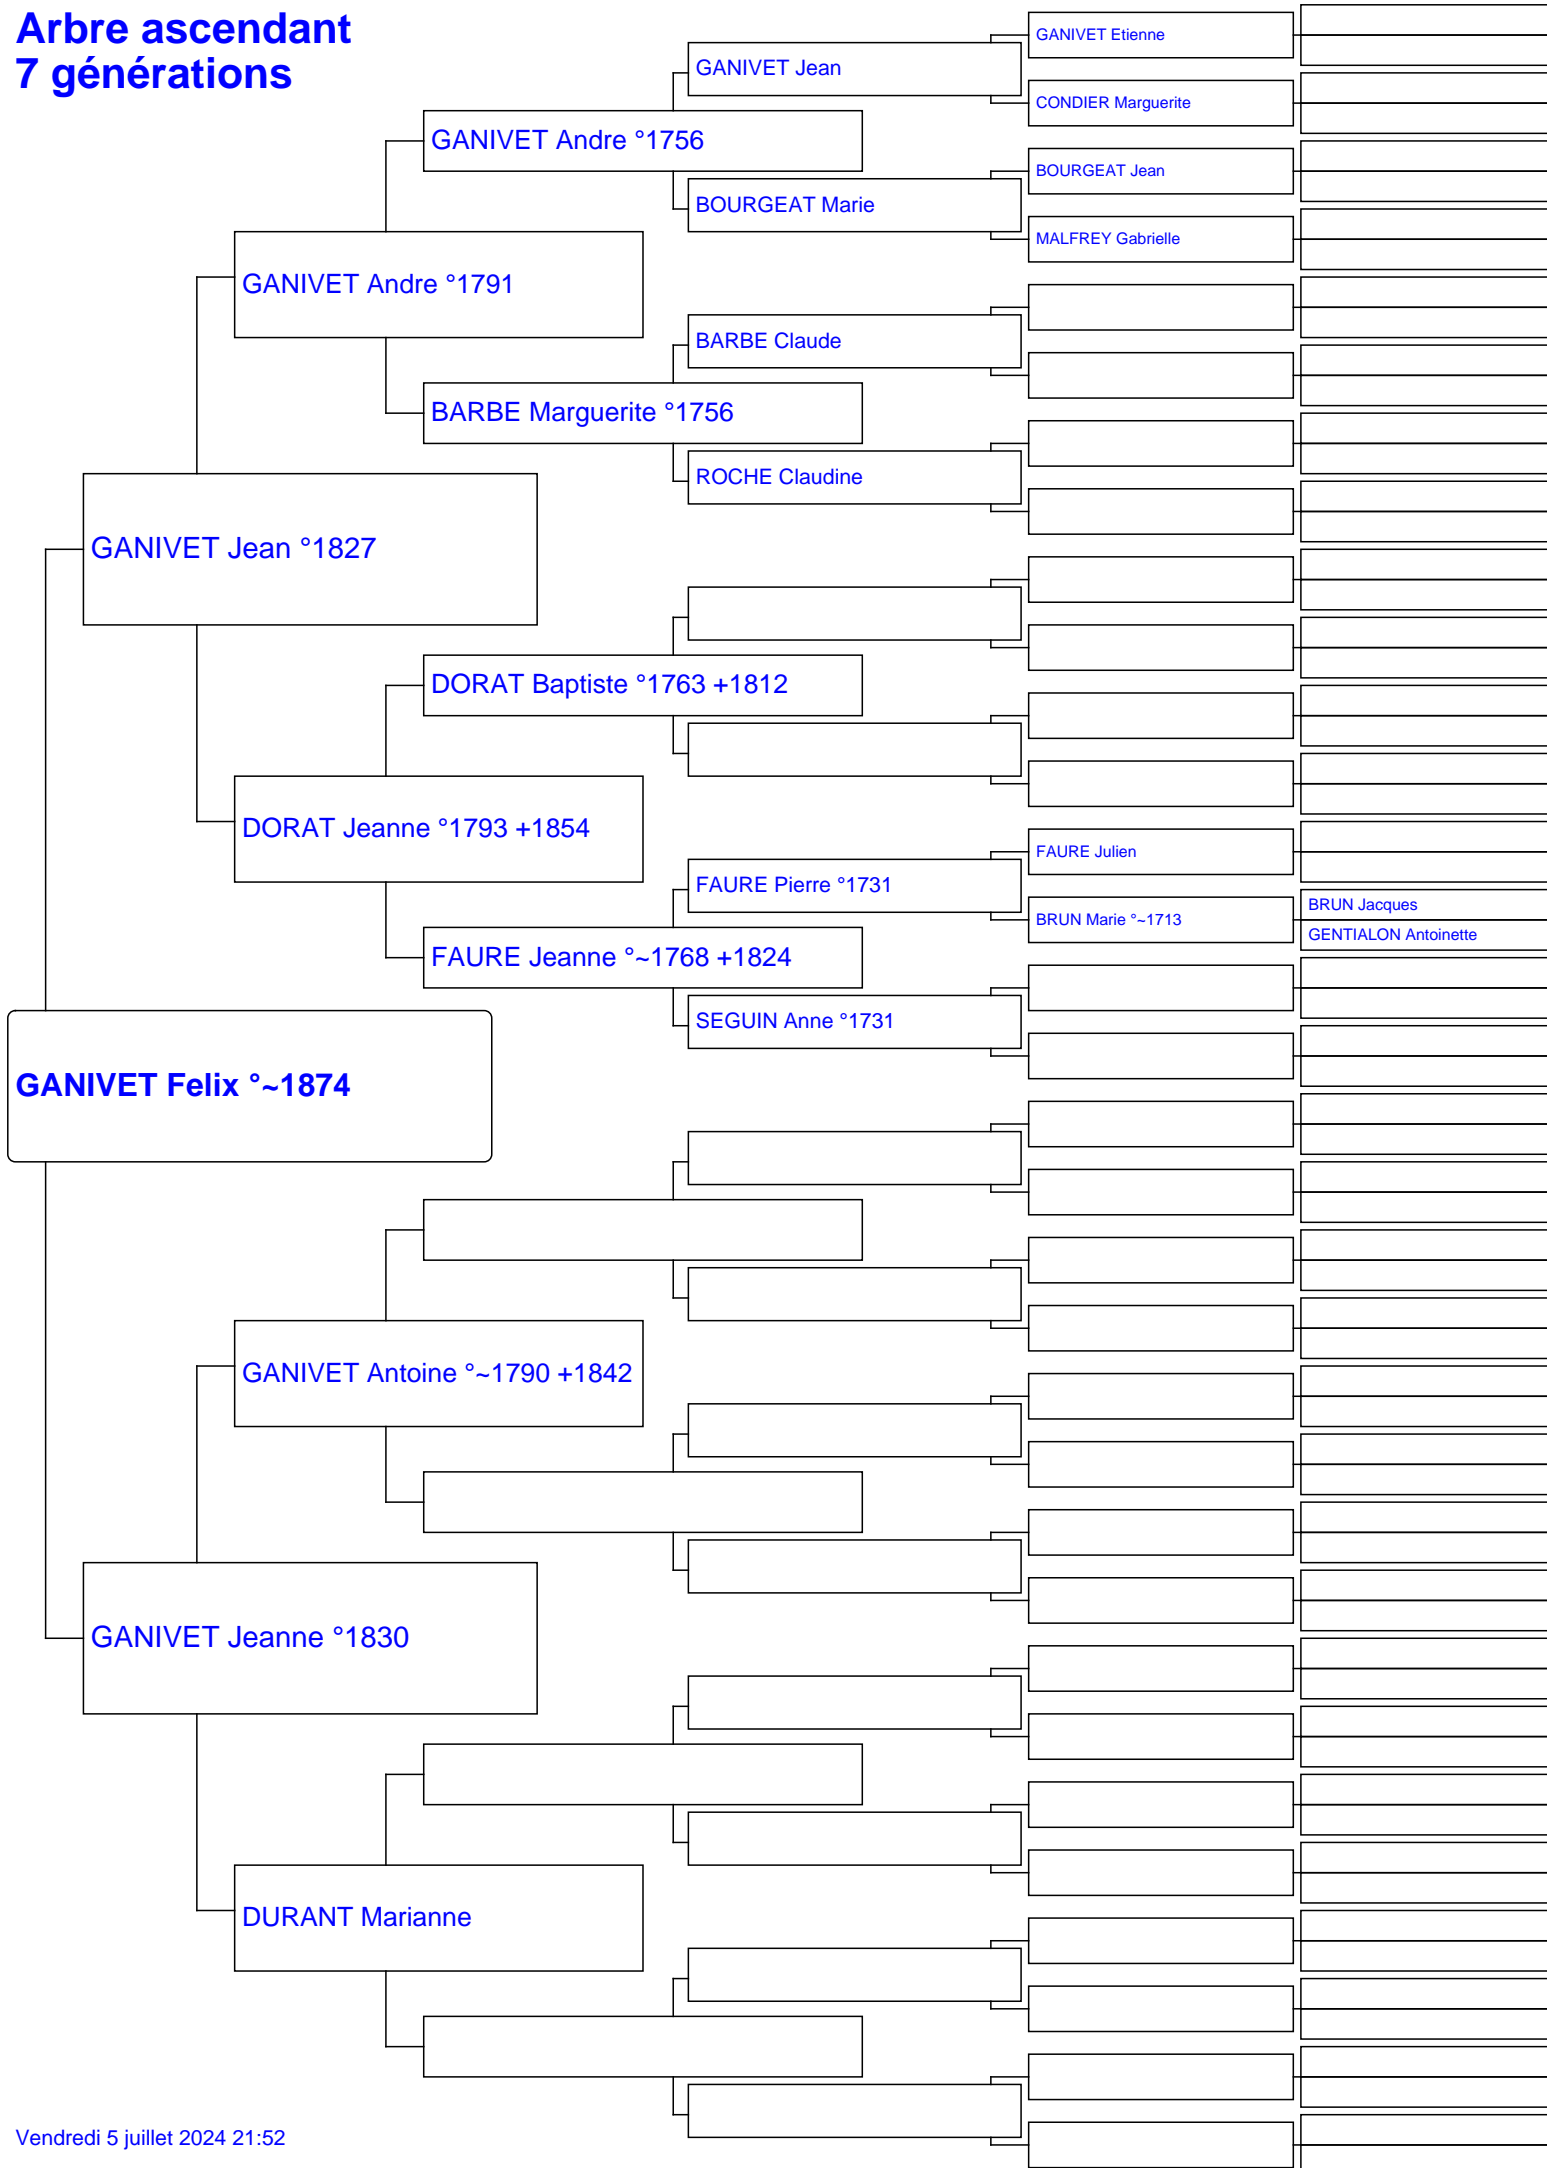 Arbre ascendant
7 générations
GANIVET Etienne
GANIVET Jean
CONDIER Marguerite
GANIVET Andre °1756
BOURGEAT Jean
BOURGEAT Marie
MALFREY Gabrielle
GANIVET Andre °1791
BARBE Claude
BARBE Marguerite °1756
ROCHE Claudine
GANIVET Jean °1827
DORAT Baptiste °1763 +1812
DORAT Jeanne °1793 +1854
FAURE Julien
FAURE Pierre °1731
BRUN Jacques
BRUN Marie °~1713
GENTIALON Antoinette
FAURE Jeanne °~1768 +1824
SEGUIN Anne °1731
GANIVET Felix °~1874
GANIVET Antoine °~1790 +1842
GANIVET Jeanne °1830
DURANT Marianne
Vendredi 5 juillet 2024 21:52